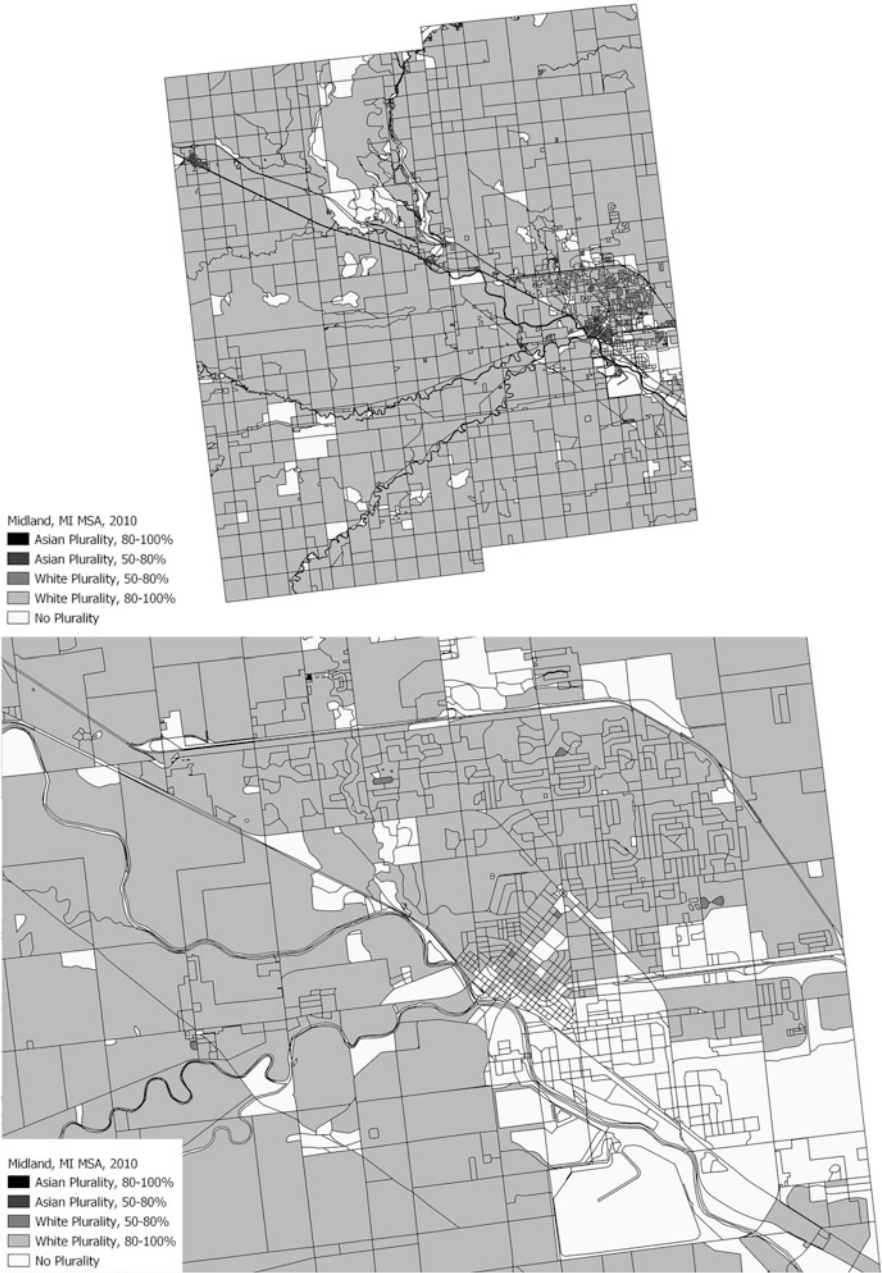 Midland, MI MSA, 2010
Asian Plurality, 80-100%
Asian Plurality, 50-80%
White Plurality, 50-80%
White Plurality, 80-100%
No Plurality
Midland, MI MSA, 2010
Asian Plurality, 80-100%
Asian Plurality, 50-80%
White Plurality, 50-80%
White Plurality, 80-100%
No Plurality